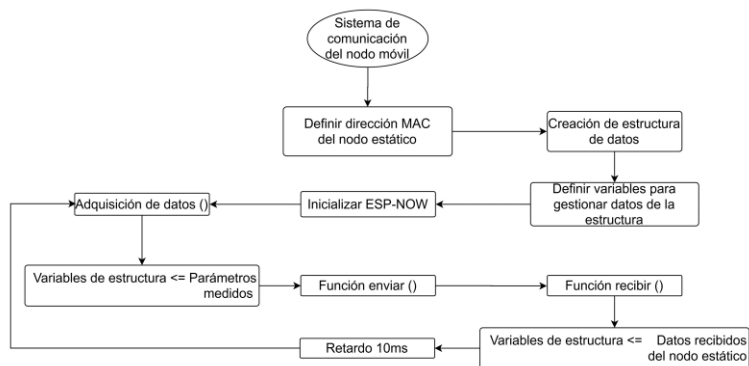 Sistema de
comunicación
del nodo móvil
Definir dirección MAC
del nodo estático
Creación de estructura
de datos
Definir variables para
gestionar datos de la
estructura
Inicializar ESP-NOW
Adquisición de datos ()
Variables de estructura <= Parámetros
medidos
Función enviar ()
Función recibir ()
Variables de estructura <= Datos recibidos
del nodo estático
Retardo 10ms